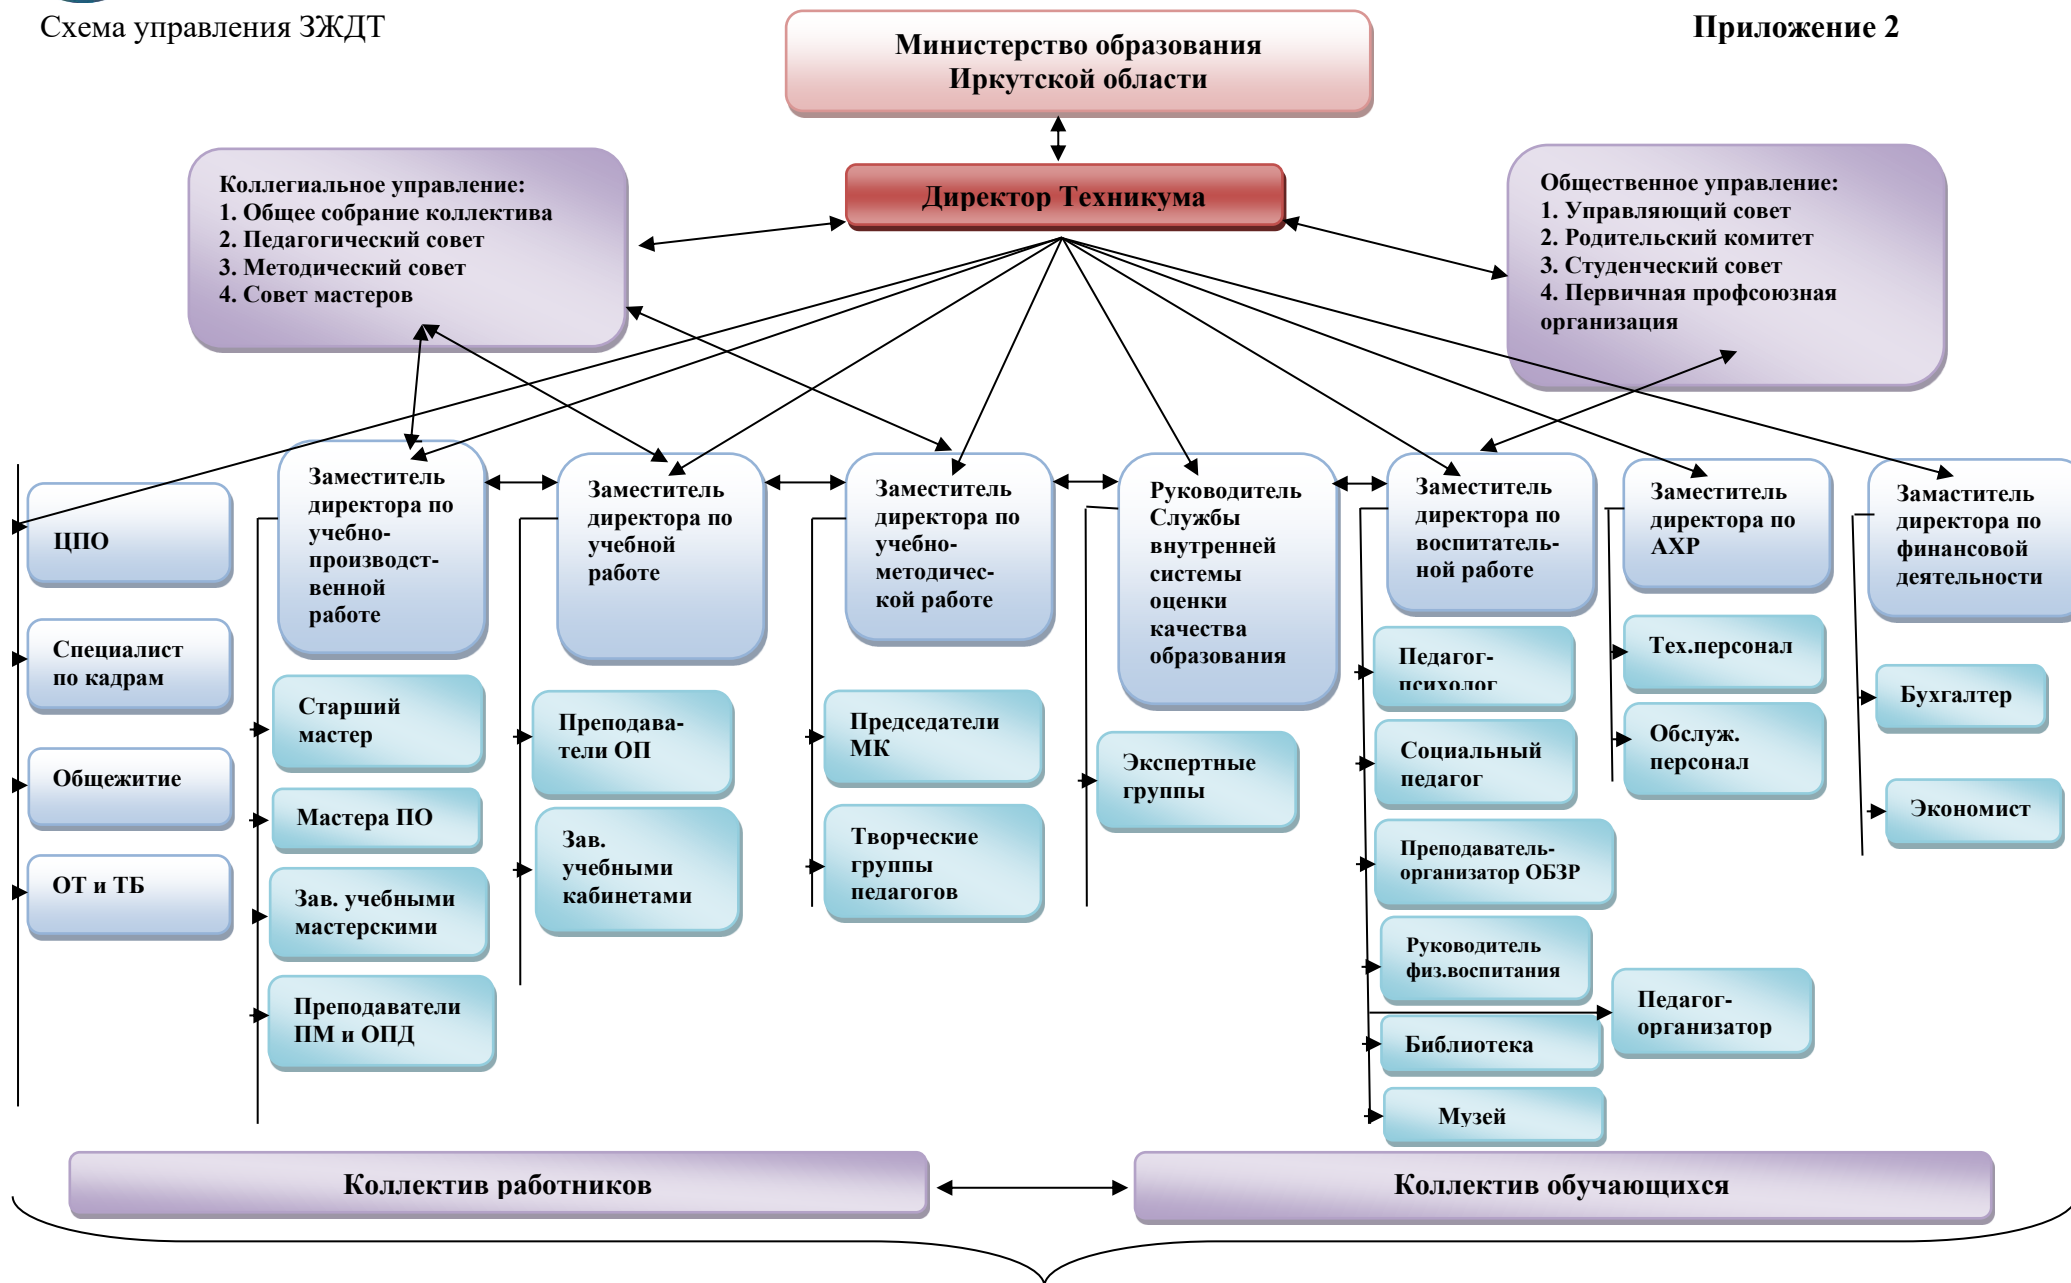 Схема управления ЗЖДТ
Приложение 2
Министерство образования
Иркутской области
Директор Техникума
Коллегиальное управление:
1. Общее собрание коллектива
2. Педагогический совет
3. Методический совет
4. Совет мастеров
Общественное управление:
1. Управляющий совет
2. Родительский комитет
3. Студенческий совет
4. Первичная профсоюзная
организация
ЦПО
Специалист
по кадрам
Общежитие
ОТ и ТБ
Заместитель
директора по
учебно-
производст-
венной
работе
Старший
мастер
Мастера ПО
Зав. учебными
мастерскими
Преподаватели
ПМ и ОПД
Заместитель
директора по
учебной
работе
Преподава-
тели ОП
Зав.
учебными
кабинетами
Заместитель
директора по
учебно-
методичес-
кой работе
Председатели
МК
Творческие
группы
педагогов
Руководитель
Службы
внутренней
системы
оценки
качества
образования
Экспертные
группы
Заместитель
директора по
воспитатель-
ной работе
Педагог-
психолог
Социальный
педагог
Преподаватель-
организатор ОБЗР
Руководитель
физ.воспитания
Библиотека
Музей
Педагог-
организатор
Заместитель
директора по
АХР
Тех.персонал
Обслуж.
персонал
Замаститель
директора по
финансовой
деятельности
Бухгалтер
Экономист
Коллектив работников
Коллектив обучающихся